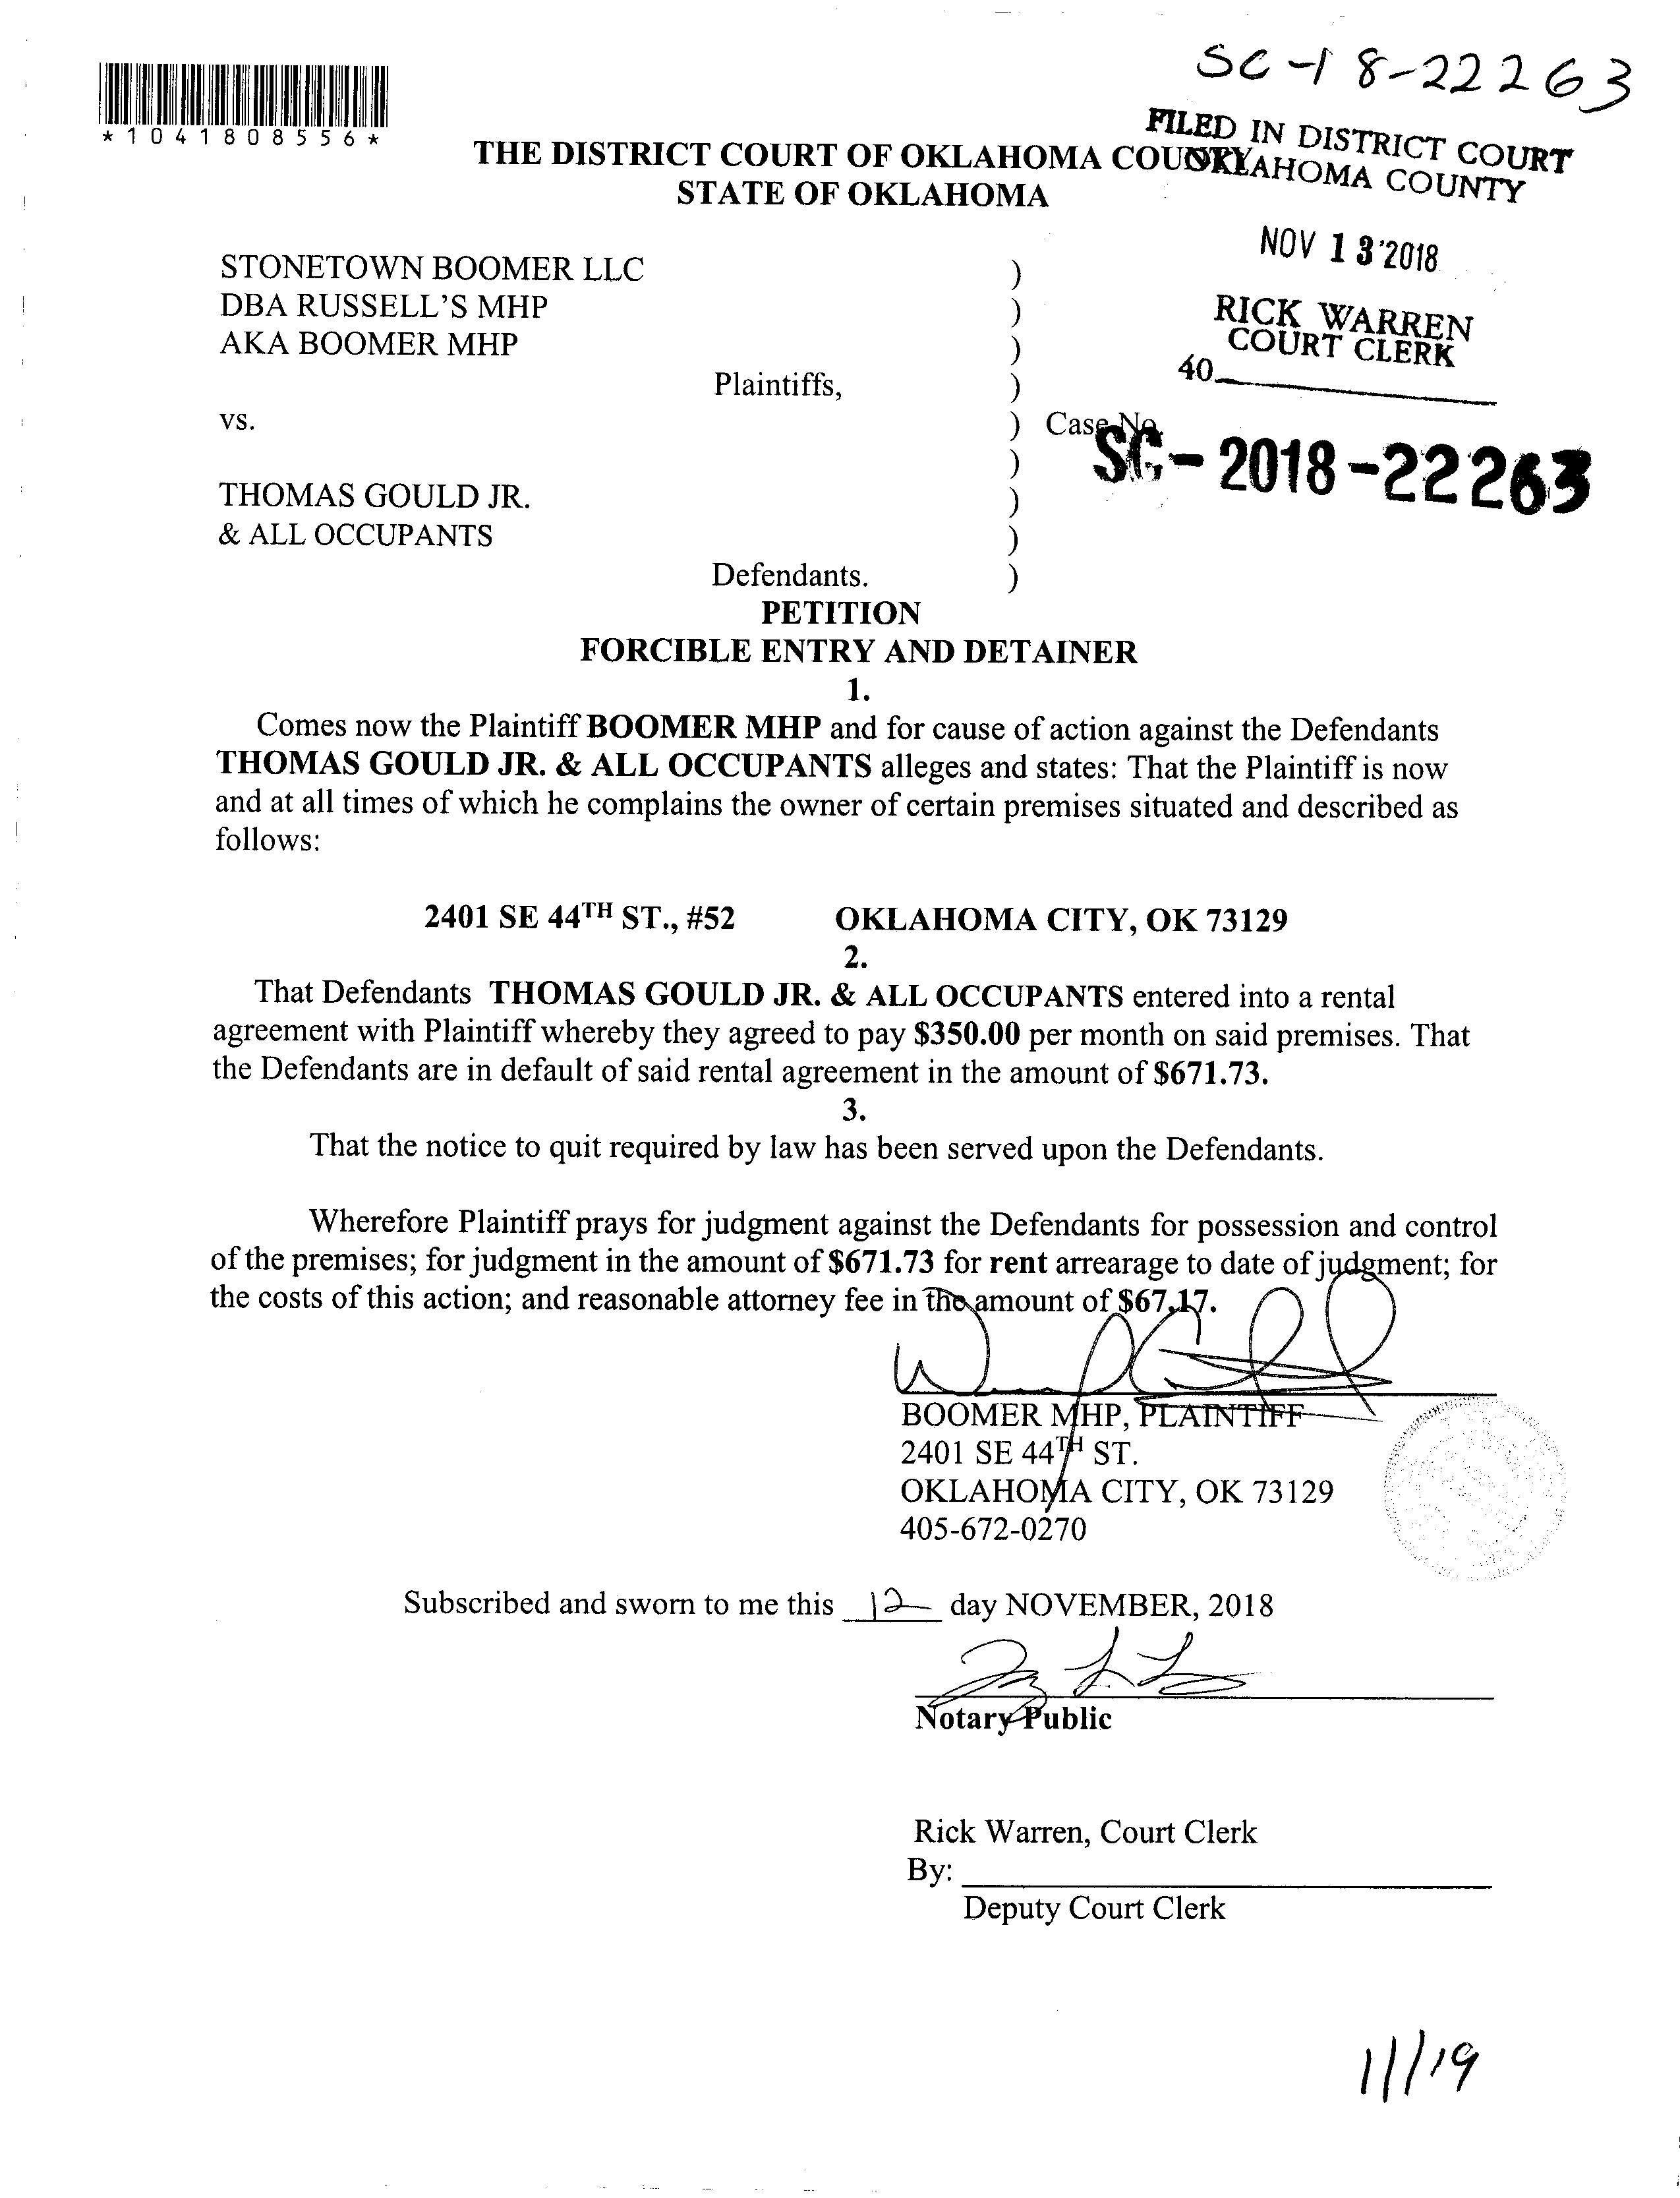 SC-18-22263
*1041808556*
FILED IN DISTRICT COURT
OKLAHOMA COUNTY
THE DISTRICT COURT OF OKLAHOMA COUNTY
STATE OF OKLAHOMA
NOV 13 2018
RICK WARREN
COURT CLERK
40
STONETOWN BOOMER LLC )
DBA RUSSELL'S MHP )
AKA BOOMER MHP )
Plaintiffs, )
vs. ) Case No.
)
SC-2018-22263
THOMAS GOULD JR. )
& ALL OCCUPANTS )
Defendants. )
PETITION
FORCIBLE ENTRY AND DETAINER
1.
Comes now the Plaintiff BOOMER MHP and for cause of action against the Defendants
THOMAS GOULD JR. & ALL OCCUPANTS alleges and states: That the Plaintiff is now
and at all times of which he complains the owner of certain premises situated and described as
follows:
2401 SE 44TH ST., #52 OKLAHOMA CITY, OK 73129
2.
That Defendants THOMAS GOULD JR. & ALL OCCUPANTS entered into a rental
agreement with Plaintiff whereby they agreed to pay $350.00 per month on said premises. That
the Defendants are in default of said rental agreement in the amount of $671.73.
3.
That the notice to quit required by law has been served upon the Defendants.
Wherefore Plaintiff prays for judgment against the Defendants for possession and control
of the premises; for judgment in the amount of $671.73 for rent arrearage to date of judgment; for
the costs of this action; and reasonable attorney fee in the amount of $67.17.
BOOMER MHP, PLAINTIFF
2401 SE 44TH ST.
OKLAHOMA CITY, OK 73129
405-672-0270
Subscribed and sworn to me this 12 day NOVEMBER, 2018
Notary Public
Rick Warren, Court Clerk
By:
Deputy Court Clerk
11/19